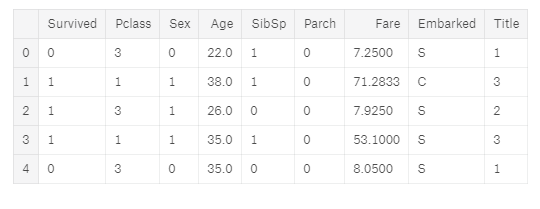 Survived Pclass Sex Age SibSp Parch Fare Embarked Title
0 0 3 0 22.0 1 0 7.2500 S 1
1 1 1 1 38.0 1 0 71.2833 C 3
2 1 3 1 26.0 0 0 7.9250 S 2
3 1 1 1 35.0 1 0 53.1000 S 3
4 0 3 0 35.0 0 0 8.0500 S 1